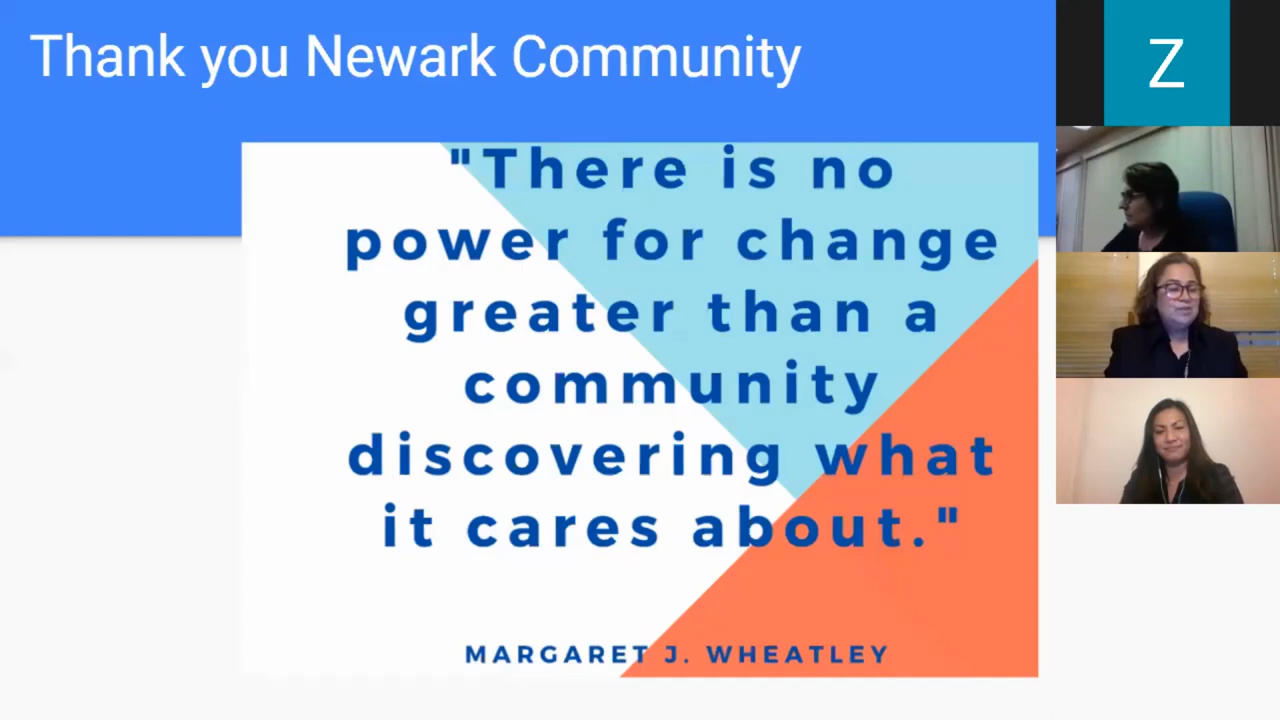 Thank you Newark Community
Z
"There is no
power for change
greater than a
community
discovering what
it cares about."
MARGARET J. WHEATLEY